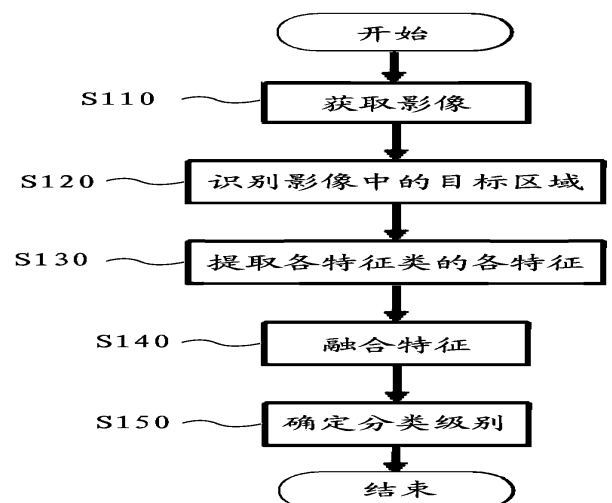 开始
S110 获取影像
S120 识别影像中的目标区域
S130 提取各特征类的各特征
S140 融合特征
S150 确定分类级别
结束